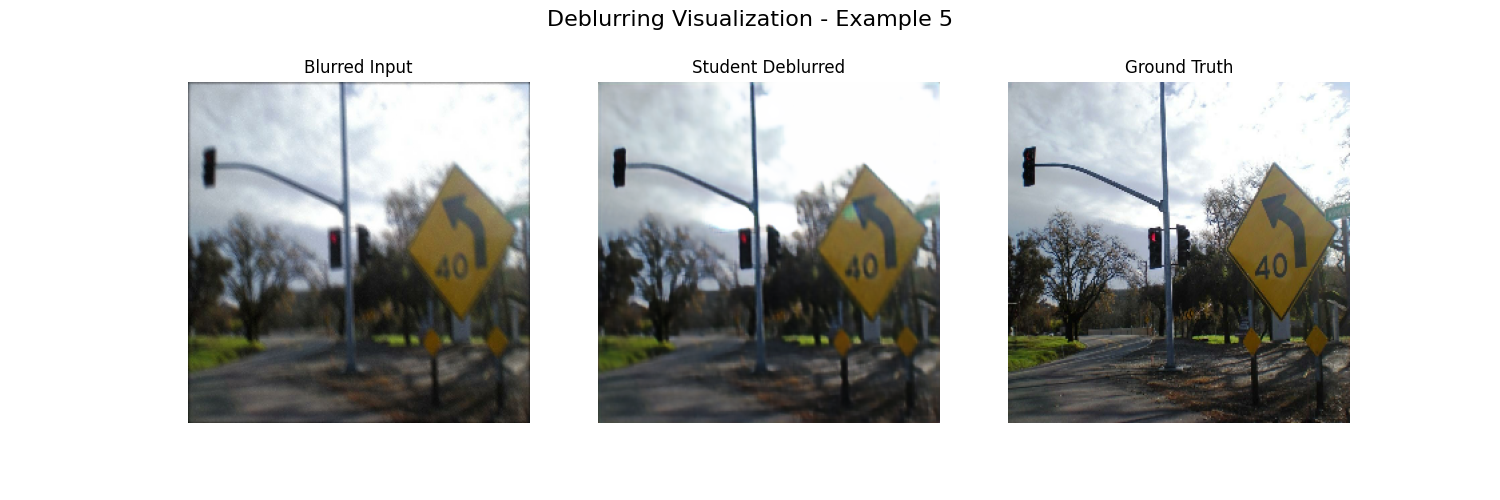 Deblurring Visualization - Example 5
Blurred Input
Student Deblurred
Ground Truth
40
40
40